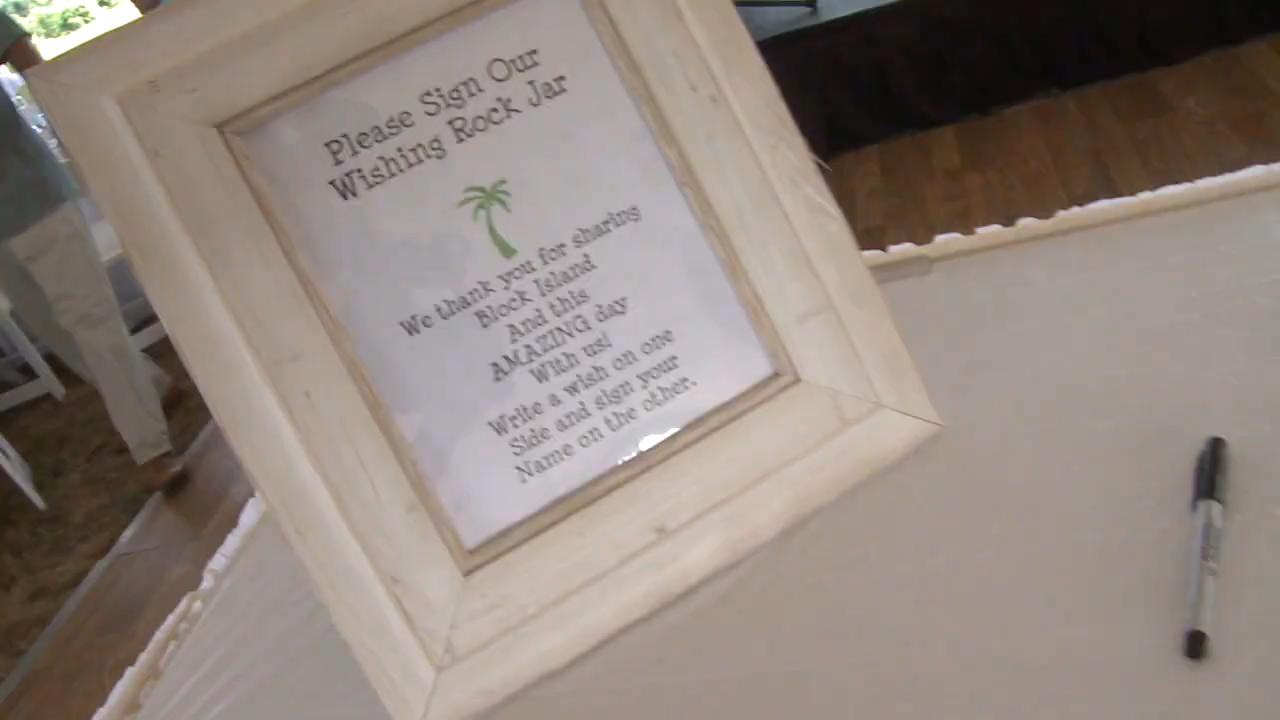 Please Sign Our
Wishing Rock Jar
We thank you for sharing
Block Island
And this
AMAZING day
With us!
Write a wish on one
Side and sign your
Name on the other.